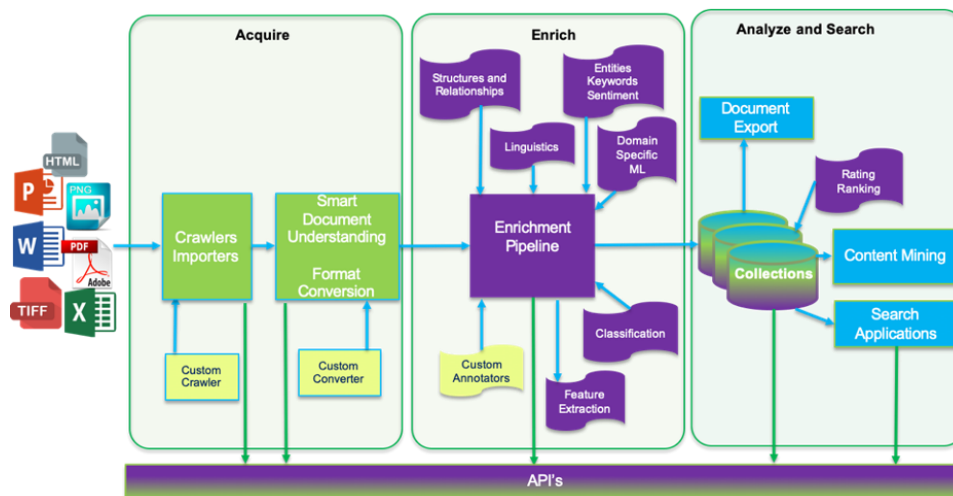 Acquire
Enrich
Analyze and Search
HTML
P
PNG
W
PDF
Adobe
TIFF
X
Crawlers
Importers
Smart
Document
Understanding
Format
Conversion
Custom
Crawler
Custom
Converter
Structures and
Relationships
Entities
Keywords
Sentiment
Linguistics
Domain
Specific
ML
Enrichment
Pipeline
Custom
Annotators
Classification
Feature
Extraction
Document
Export
Rating
Ranking
Collections
Content Mining
Search
Applications
API's